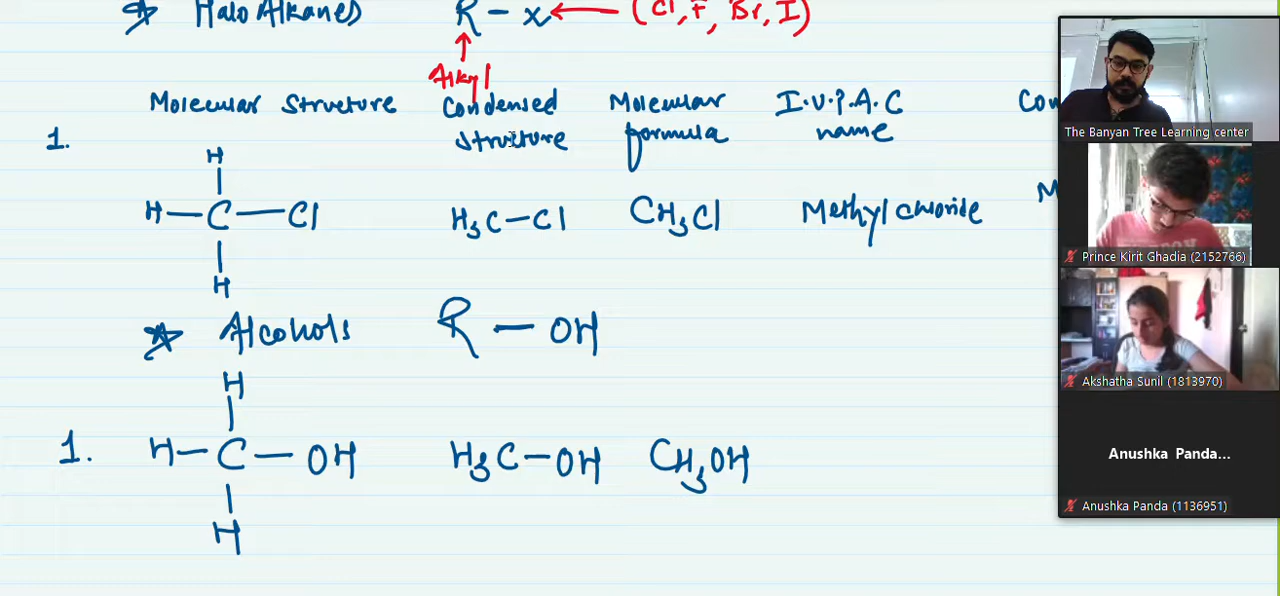 Halo Alkanes R - x ← (Cl, F, Br, I)
Alkyl
Molecular Structure Condensed Structure Molecular formula I.U.P.A.C name
1.
H
H - C - Cl H₃C - Cl CH₃Cl Methyl chloride
H
Alcohols R - OH
H
1. H - C - OH H₃C - OH CH₃OH
H
The Banyan Tree Learning center
Prince Kirit Ghadia (2152766)
Akshatha Sunil (1813970)
Anushka Panda...
Anushka Panda (1136951)